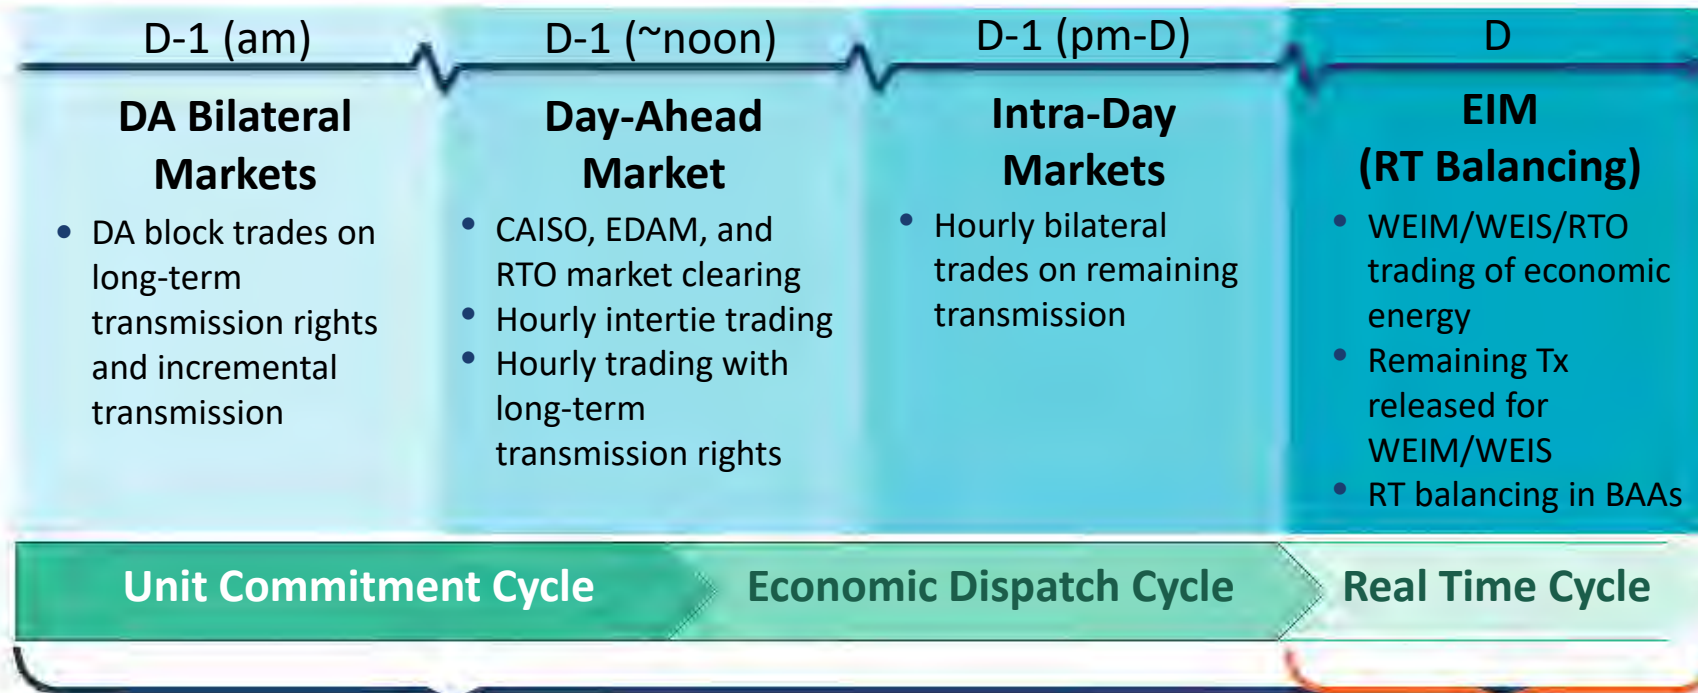 D-1 (am)
DA Bilateral
Markets
• DA block trades on
long-term
transmission rights
and incremental
transmission
D-1 (~noon)
Day-Ahead
Market
• CAISO, EDAM, and
RTO market clearing
• Hourly intertie trading
• Hourly trading with
long-term
transmission rights
D-1 (pm-D)
Intra-Day
Markets
• Hourly bilateral
trades on remaining
transmission
D
EIM
(RT Balancing)
• WEIM/WEIS/RTO
trading of economic
energy
• Remaining Tx
released for
WEIM/WEIS
• RT balancing in BAAs
Unit Commitment Cycle
Economic Dispatch Cycle
Real Time Cycle